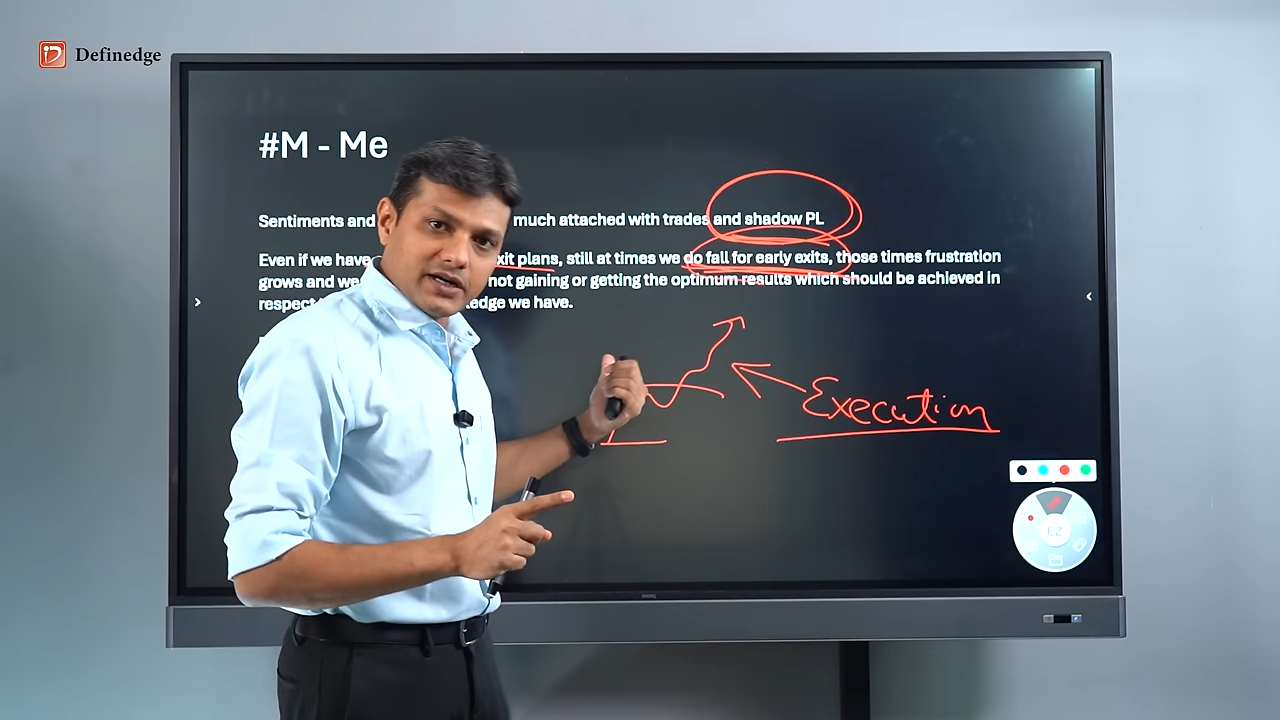 Definedge
#M - Me
Sentiments and much attached with trades and shadow PL
Even if we have xit plans, still at times we do fall for early exits, those times frustration
grows and we not gaining or getting the optimum results which should be achieved in
respect edge we have.
Execution
EZ
BENQ